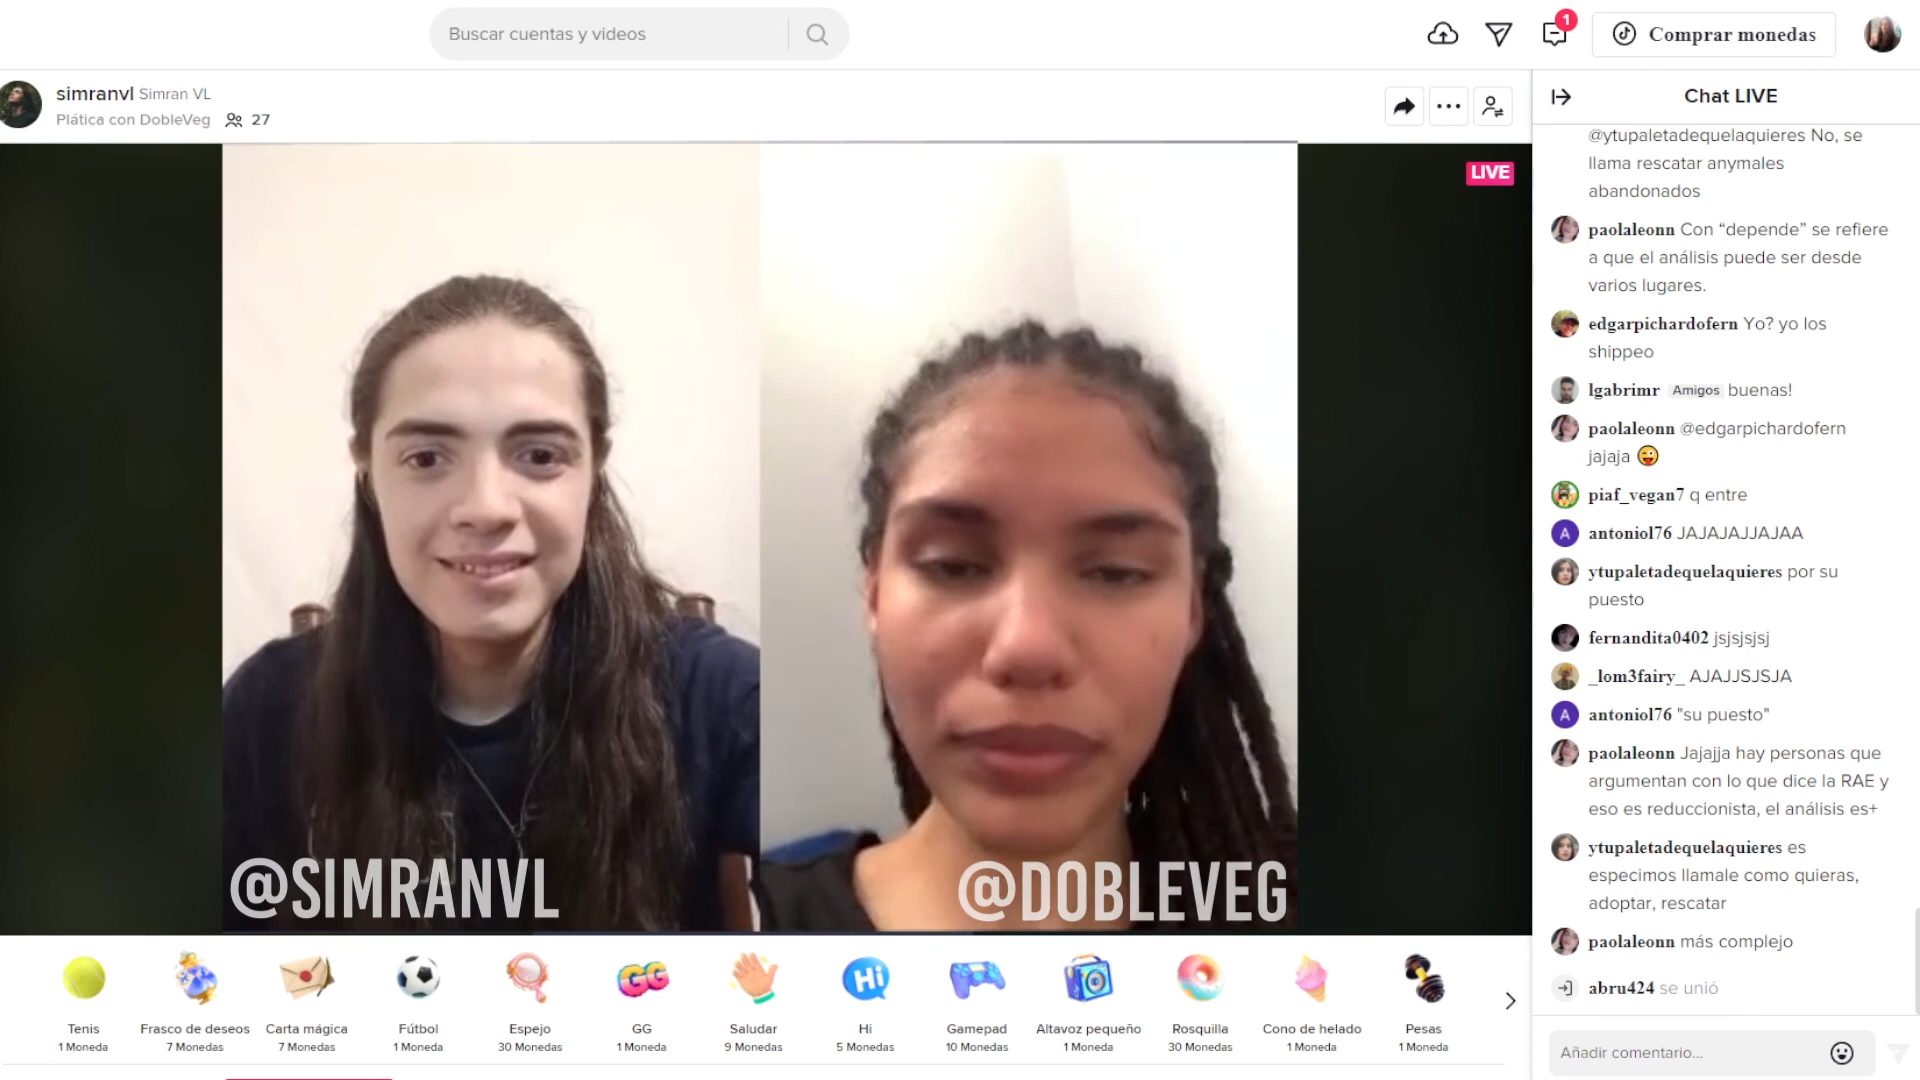 Buscar cuentas y videos
1
Comprar monedas
simranvl Simran VL
Plática con DobleVeg 27
LIVE
@SIMRANVL
@DOBLEVEG
Tenis
1 Moneda
Frasco de deseos
7 Monedas
Carta mágica
7 Monedas
Fútbol
1 Moneda
Espejo
30 Monedas
GG
GG
1 Moneda
Saludar
9 Monedas
Hi
Hi
5 Monedas
Gamepad
10 Monedas
Altavoz pequeño
1 Moneda
Rosquilla
30 Monedas
Cono de helado
1 Moneda
Pesas
1 Moneda
Chat LIVE
@ytupaletadequelaquieres No, se
llama rescatar anymales
abandonados
paolaleonn Con “depende” se refiere
a que el análisis puede ser desde
varios lugares.
edgarpichardofern Yo? yo los
shippeo
lgabrimr Amigos buenas!
paolaleonn @edgarpichardofern
jajaja 😜
piaf_vegan7 q entre
A antoniol76 JAJAJAJJAJAA
ytupaletadequelaquieres por su
puesto
fernandita0402 jsjsjsjsj
_lom3fairy_ AJAJJSJSJA
A antoniol76 "su puesto"
paolaleonn Jajajja hay personas que
argumentan con lo que dice la RAE y
eso es reduccionista, el análisis es+
ytupaletadequelaquieres es
especimos llamale como quieras,
adoptar, rescatar
paolaleonn más complejo
abru424 se unió
Añadir comentario...